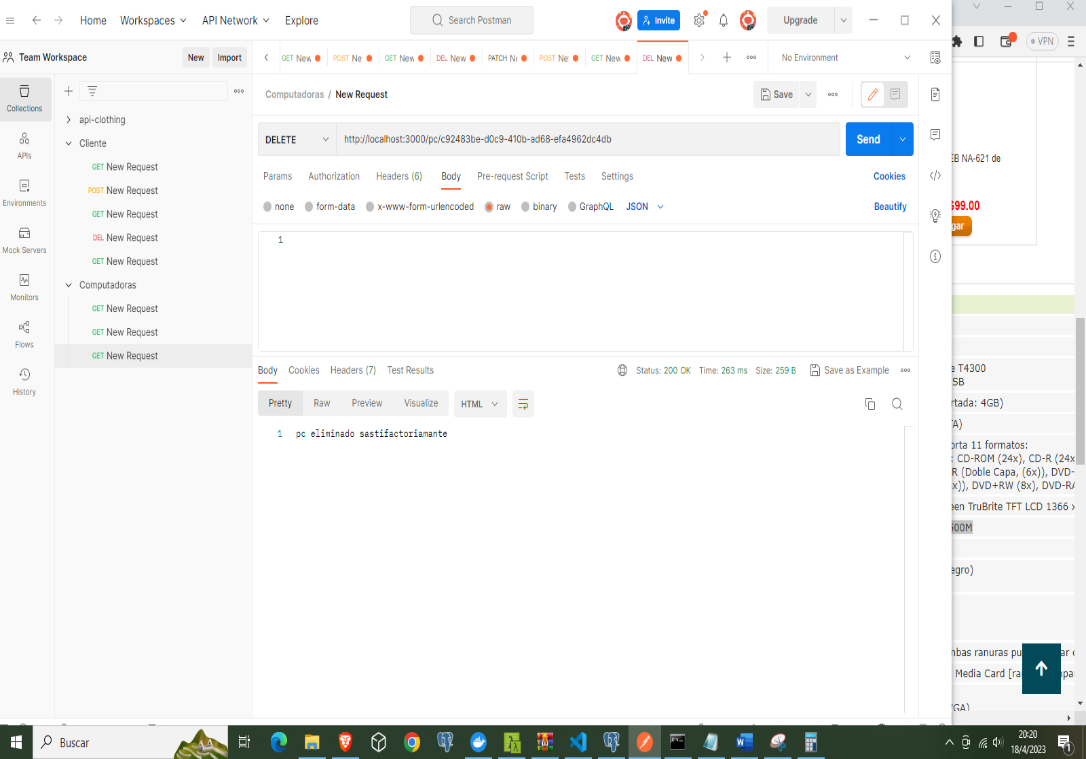 Home Workspaces API Network Explore Search Postman Invite Upgrade
VPN
Team Workspace New Import GET New POST Ne GET New DEL New PATCH N POST New GET New DEL New No Environment
Collections
APIs
Environments
Mock Servers
Monitors
Flows
History
api-clothing
Cliente
GET New Request
POST New Request
GET New Request
DEL New Request
GET New Request
Computadoras
GET New Request
GET New Request
GET New Request
Computadoras / New Request Save
DELETE http://localhost:3000/pc/c92483be-d0c9-410b-ad68-efa4962dc4db Send
Params Authorization Headers (6) Body Pre-request Script Tests Settings Cookies
none form-data x-www-form-urlencoded raw binary GraphQL JSON Beautify
1
Body Cookies Headers (7) Test Results Status: 200 OK Time: 263 ms Size: 259 B Save as Example
Pretty Raw Preview Visualize HTML
1 pc eliminado sastifactoriamante
EB NA-621 de
$99.00
gar
e T4300
SB
rtada: 4GB)
TA)
orta 11 formatos:
: CD-ROM (24x), CD-R (24x
R (Doble Capa, (6x)), DVD-
x)), DVD+RW (8x), DVD-RA
een TruBrite TFT LCD 1366 x
500M
egro)
mbas ranuras pu ar
Media Card [ra mpa
GA)
Buscar
20:20
18/4/2023
1